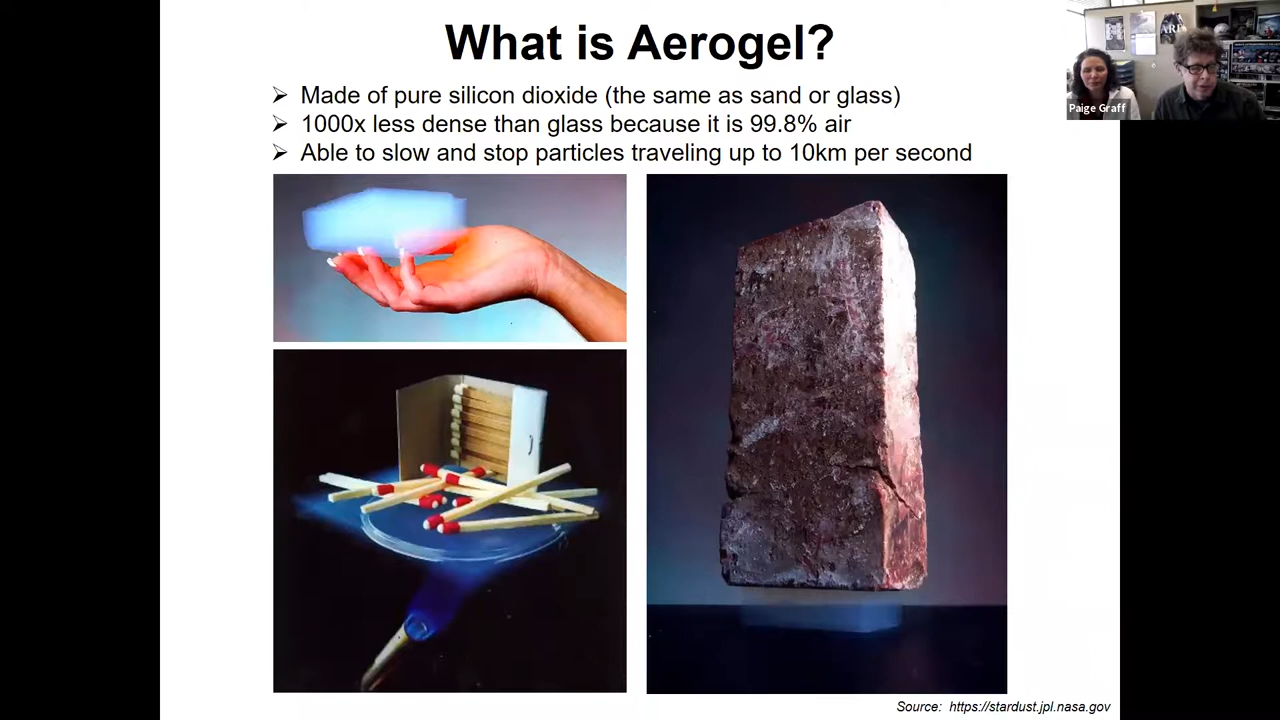 What is Aerogel?
➢ Made of pure silicon dioxide (the same as sand or glass)
➢ 1000x less dense than glass because it is 99.8% air
➢ Able to slow and stop particles traveling up to 10km per second
Paige Graff
Source: https://stardust.jpl.nasa.gov